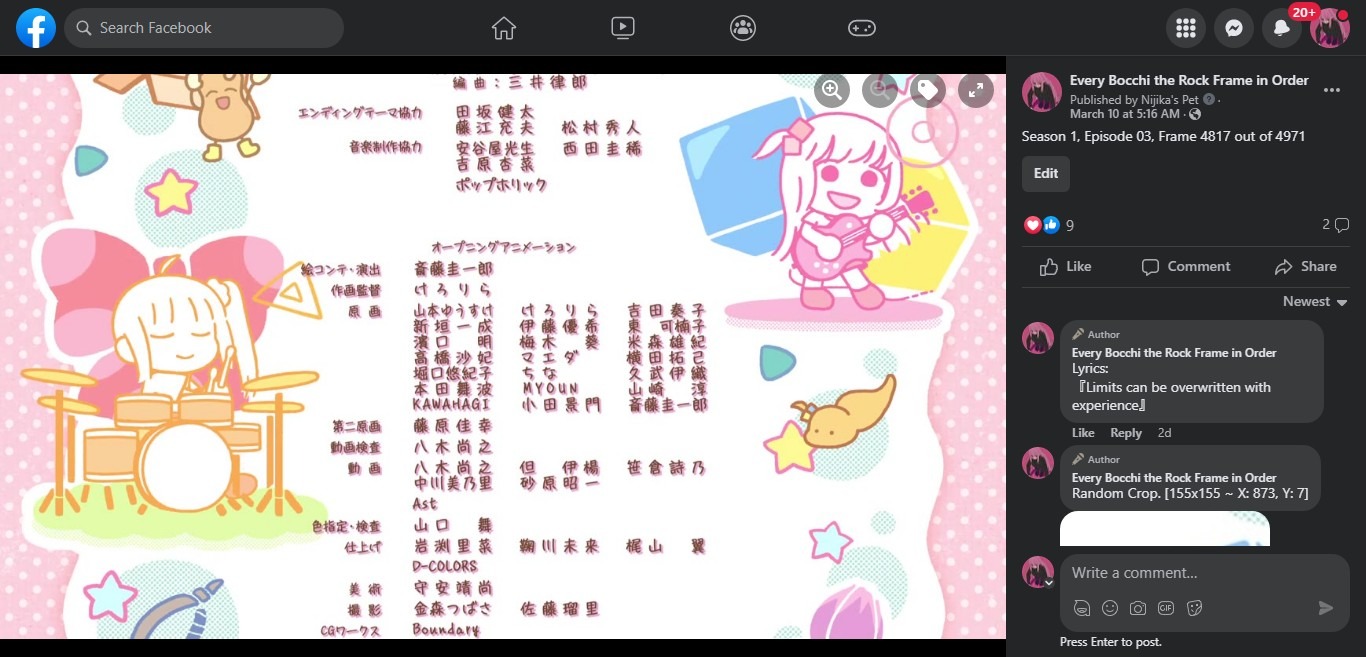 Search Facebook
20+
編曲：三井律郎
エンディングテーマ協力 田坂健太
藤江充夫 松村秀人
音楽制作協力 安谷屋光生 西田圭稀
吉原杏菜
ポップホリック
オープニングアニメーション
絵コンテ・演出 斎藤圭一郎
作画監督 けろりら
原画 山本ゆうすけ けろりら 吉田奏子
新垣一成 伊藤優希 東 可楠子
濱口 明 梅木 葵 米森雄紀
高橋沙妃 マエダ 横田拓己
堀口悠紀子 ちな 久武伊織
本田舞波 MYOUN 山崎 淳
KAWAHAGI 小田景門 斎藤圭一郎
第二原画 藤原佳幸
動画検査 八木尚之
動画 八木尚之 但 伊楊 笹倉詩乃
中川美乃里 砂原昭一
Ast
色指定・検査 山口 舞
仕上げ 岩渕里菜 鞠川未来 梶山 翼
D-COLORS
美術 守安靖尚
撮影 金森つばさ 佐藤瑠里
CGワークス Boundary
Every Bocchi the Rock Frame in Order
Published by Nijika's Pet ·
March 10 at 5:16 AM ·
Season 1, Episode 03, Frame 4817 out of 4971
Edit
9
2
Like Comment Share
Newest
Author
Every Bocchi the Rock Frame in Order
Lyrics:
『Limits can be overwritten with
experience』
Like Reply 2d
Author
Every Bocchi the Rock Frame in Order
Random Crop. [155x155 ~ X: 873, Y: 7]
Write a comment...
GIF
Press Enter to post.